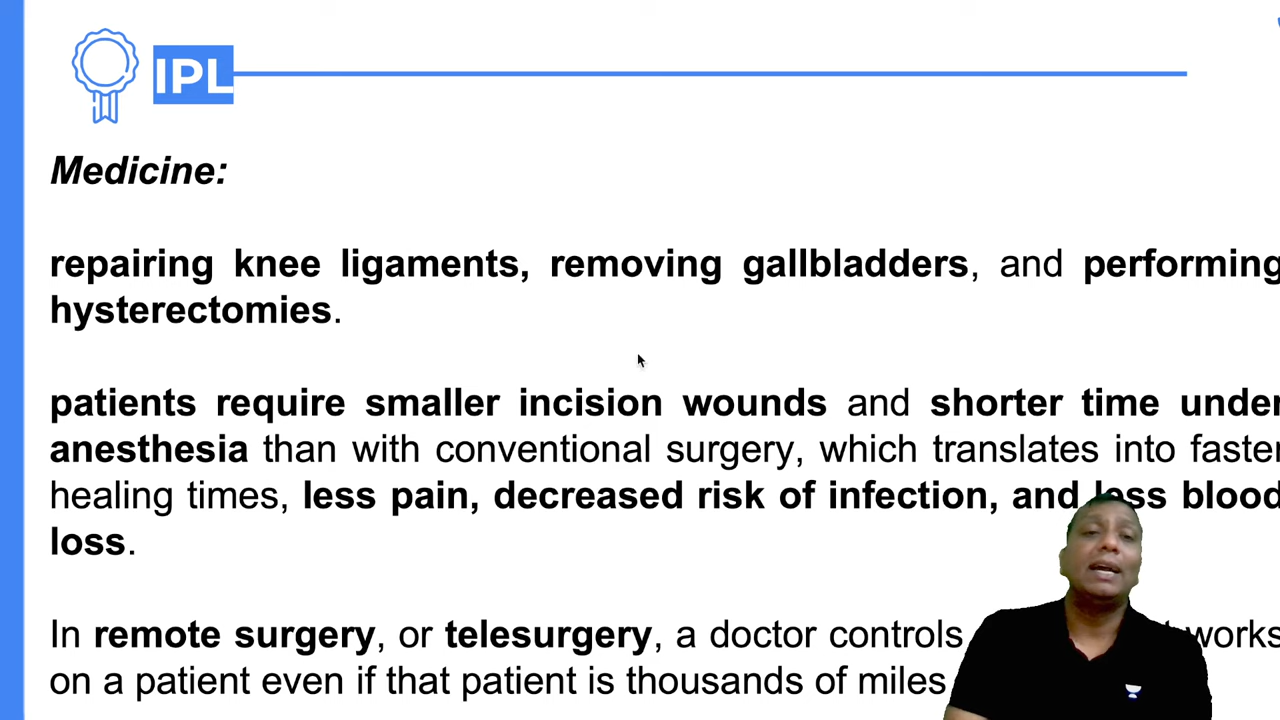 IPL
Medicine:
repairing knee ligaments, removing gallbladders, and performing
hysterectomies.
patients require smaller incision wounds and shorter time under
anesthesia than with conventional surgery, which translates into faster
healing times, less pain, decreased risk of infection, and less blood
loss.
In remote surgery, or telesurgery, a doctor controls works
on a patient even if that patient is thousands of miles